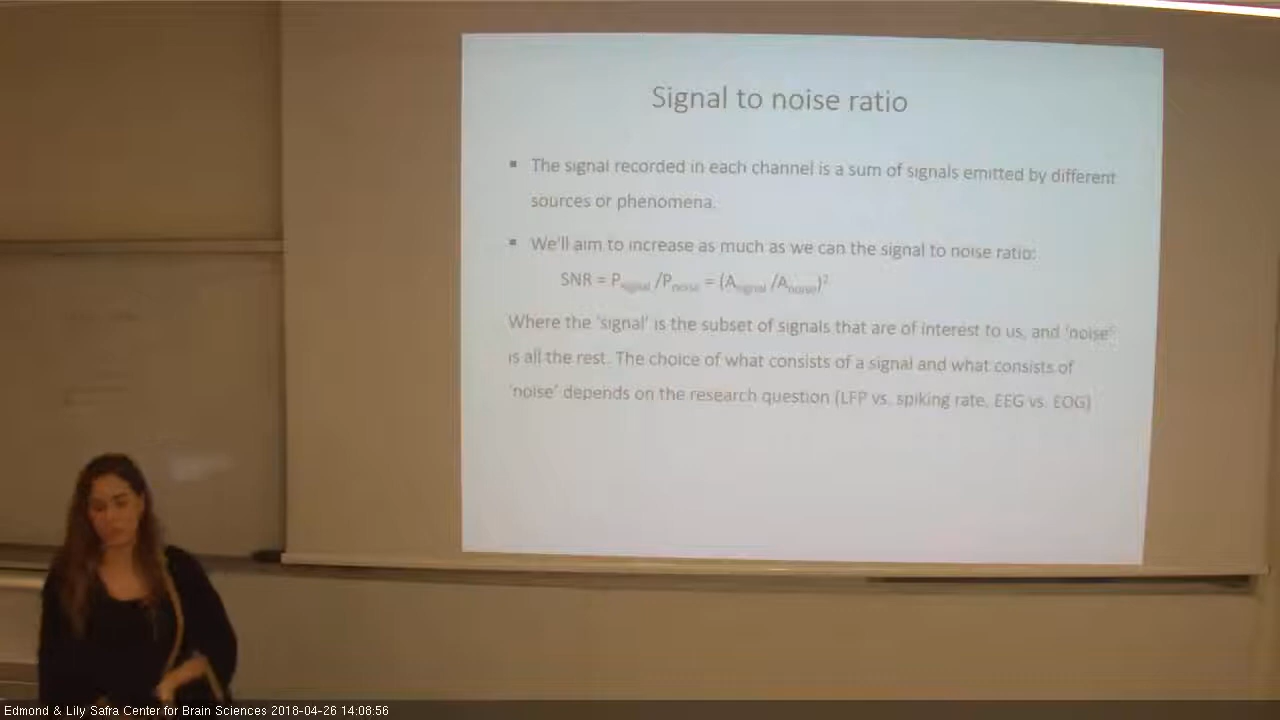 Signal to noise ratio
▪ The signal recorded in each channel is a sum of signals emitted by different
sources or phenomena.
▪ We'll aim to increase as much as we can the signal to noise ratio:
SNR = P_signal /P_noise = (A_signal /A_noise)²
Where the 'signal' is the subset of signals that are of interest to us, and 'noise'
is all the rest. The choice of what consists of a signal and what consists of
'noise' depends on the research question (LFP vs. spiking rate, EEG vs. EOG)
Edmond & Lily Safra Center for Brain Sciences 2018-04-26 14:08:56